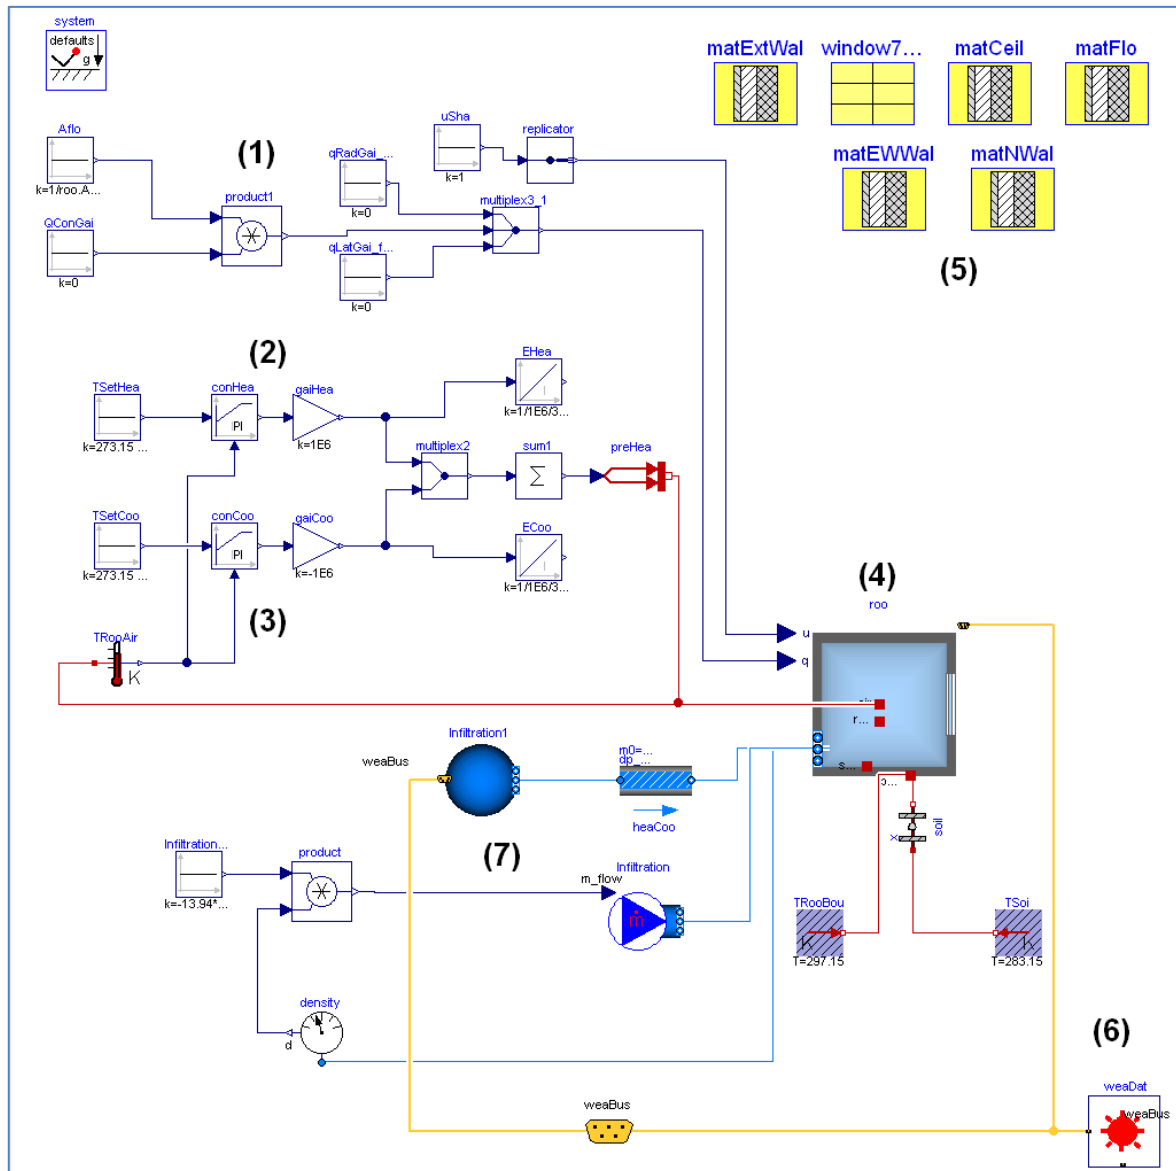 system
defaults
g
matExtWal
window7...
matCeil
matFlo
matEWWal
matNWal
(5)
Aflo
k=1/roo.A...
(1)
QConGai
k=0
product1
uSha
k=1
replicator
qRadGai_...
k=0
multiplex3_1
qLatGai_f...
k=0
(2)
TSetHea
k=273.15 ...
conHea
PI
gaiHea
k=1E6
EHea
I
k=1/1E6/3...
multiplex2
sum1
Σ
preHea
TSetCoo
k=273.15 ...
conCoo
PI
gaiCoo
k=-1E6
ECoo
I
k=1/1E6/3...
(3)
TRooAir
K
(4)
roo
u
q
r...
s...
c...
Infiltration1
weaBus
m0=...
dp_...
heaCoo
soil
x
(7)
Infiltration...
k=-13.94*...
product
Infiltration
m_flow
ṁ
TRooBou
K
T=297.15
TSoi
T=283.15
density
d
(6)
weaBus
weaDat
weaBus